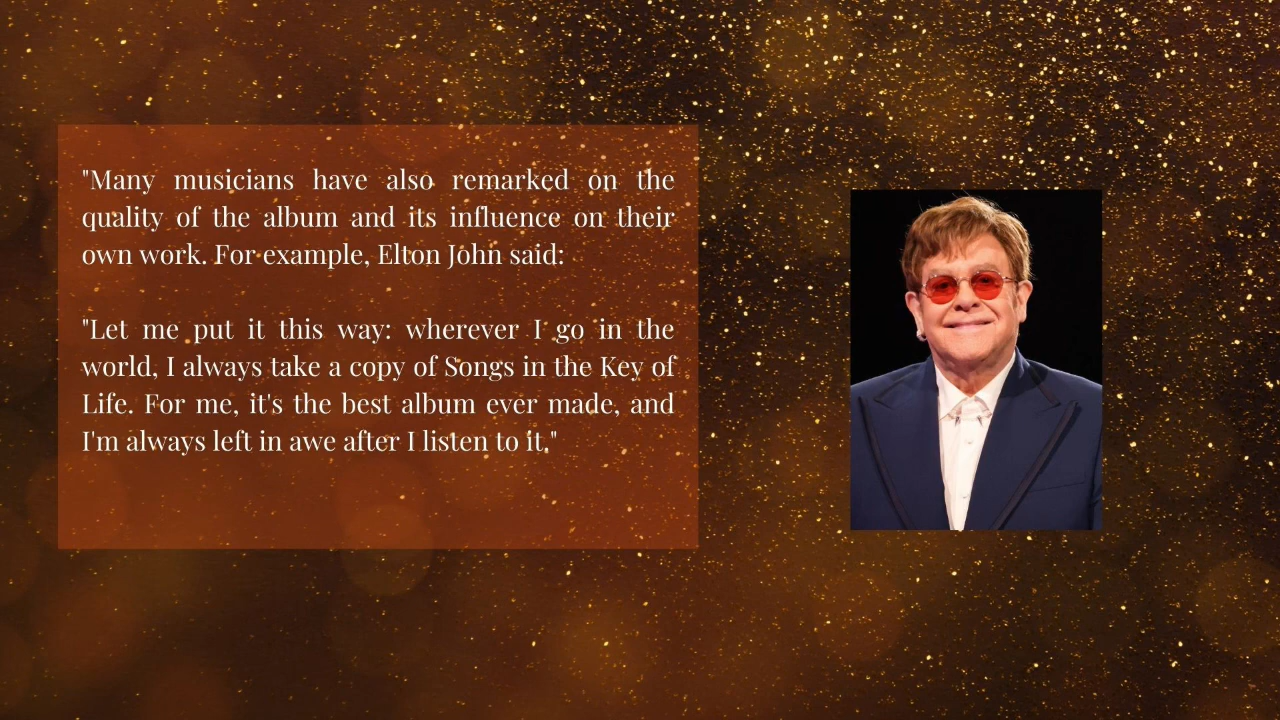 "Many musicians have also remarked on the
quality of the album and its influence on their
own work. For example, Elton John said:
"Let me put it this way: wherever I go in the
world, I always take a copy of Songs in the Key of
Life. For me, it's the best album ever made, and
I'm always left in awe after I listen to it."